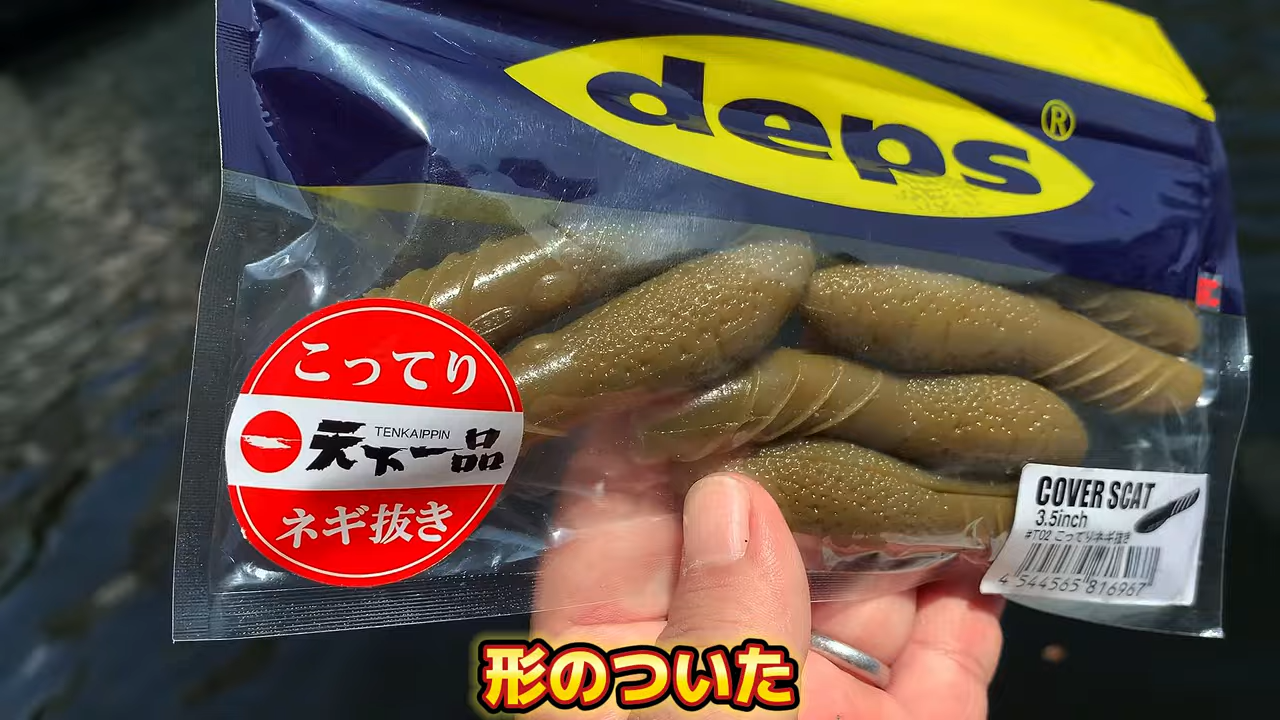 deps®
こってり
天下一品
TENKAIPPIN
ネギ抜き
COVER SCAT
3.5inch
#T02 こってりネギ抜き
4 544565 816967
形のついた